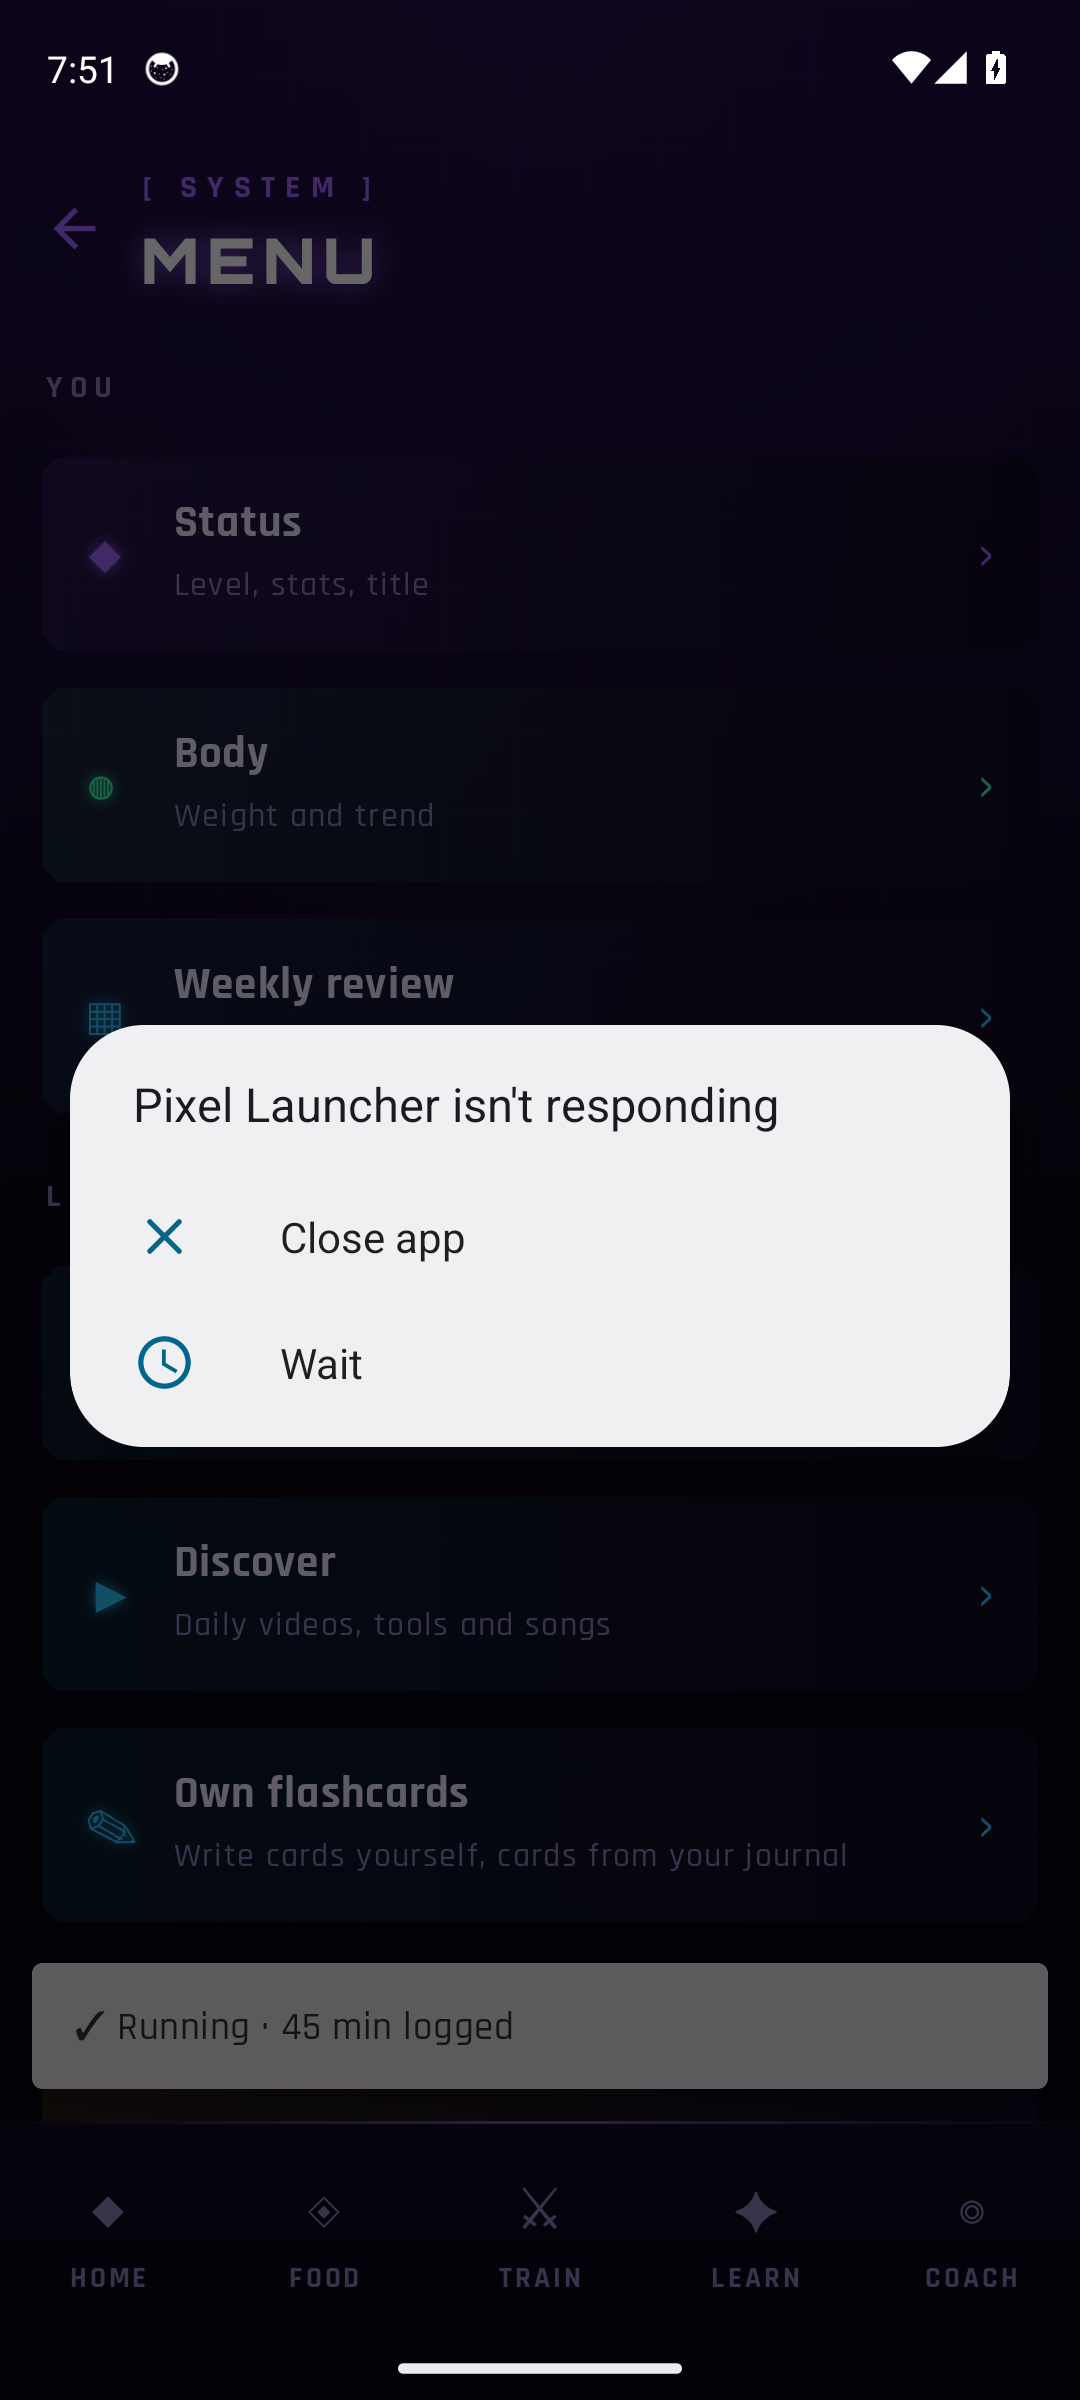 7:51
[ SYSTEM ]
MENU
YOU
Status
Level, stats, title
Body
Weight and trend
Weekly review
Pixel Launcher isn't responding
L
Close app
Wait
Discover
Daily videos, tools and songs
Own flashcards
Write cards yourself, cards from your journal
✓ Running · 45 min logged
HOME
FOOD
TRAIN
LEARN
COACH